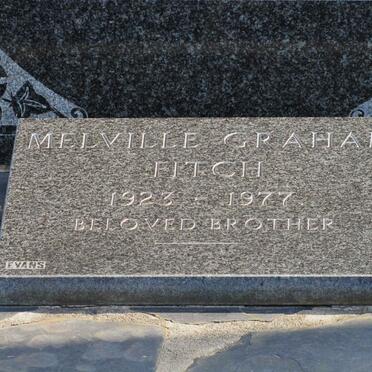 MELVILLE GRAHAM
FITCH
1923 - 1977
BELOVED BROTHER
EVANS